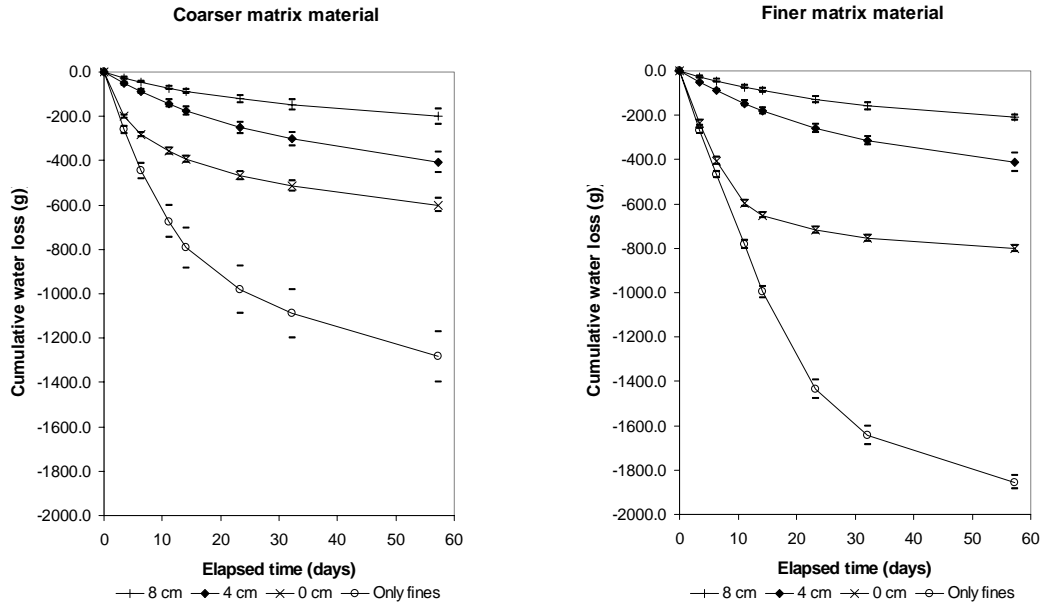 Coarser matrix material
0.0
-200.0
-400.0
-600.0
-800.0
-1000.0
-1200.0
-1400.0
-1600.0
-1800.0
-2000.0
Cumulative water loss (g)
0 10 20 30 40 50 60
Elapsed time (days)
8 cm 4 cm 0 cm Only fines
Finer matrix material
0.0
-200.0
-400.0
-600.0
-800.0
-1000.0
-1200.0
-1400.0
-1600.0
-1800.0
-2000.0
Cumulative water loss (g)
0 10 20 30 40 50 60
Elapsed time (days)
8 cm 4 cm 0 cm Only fines